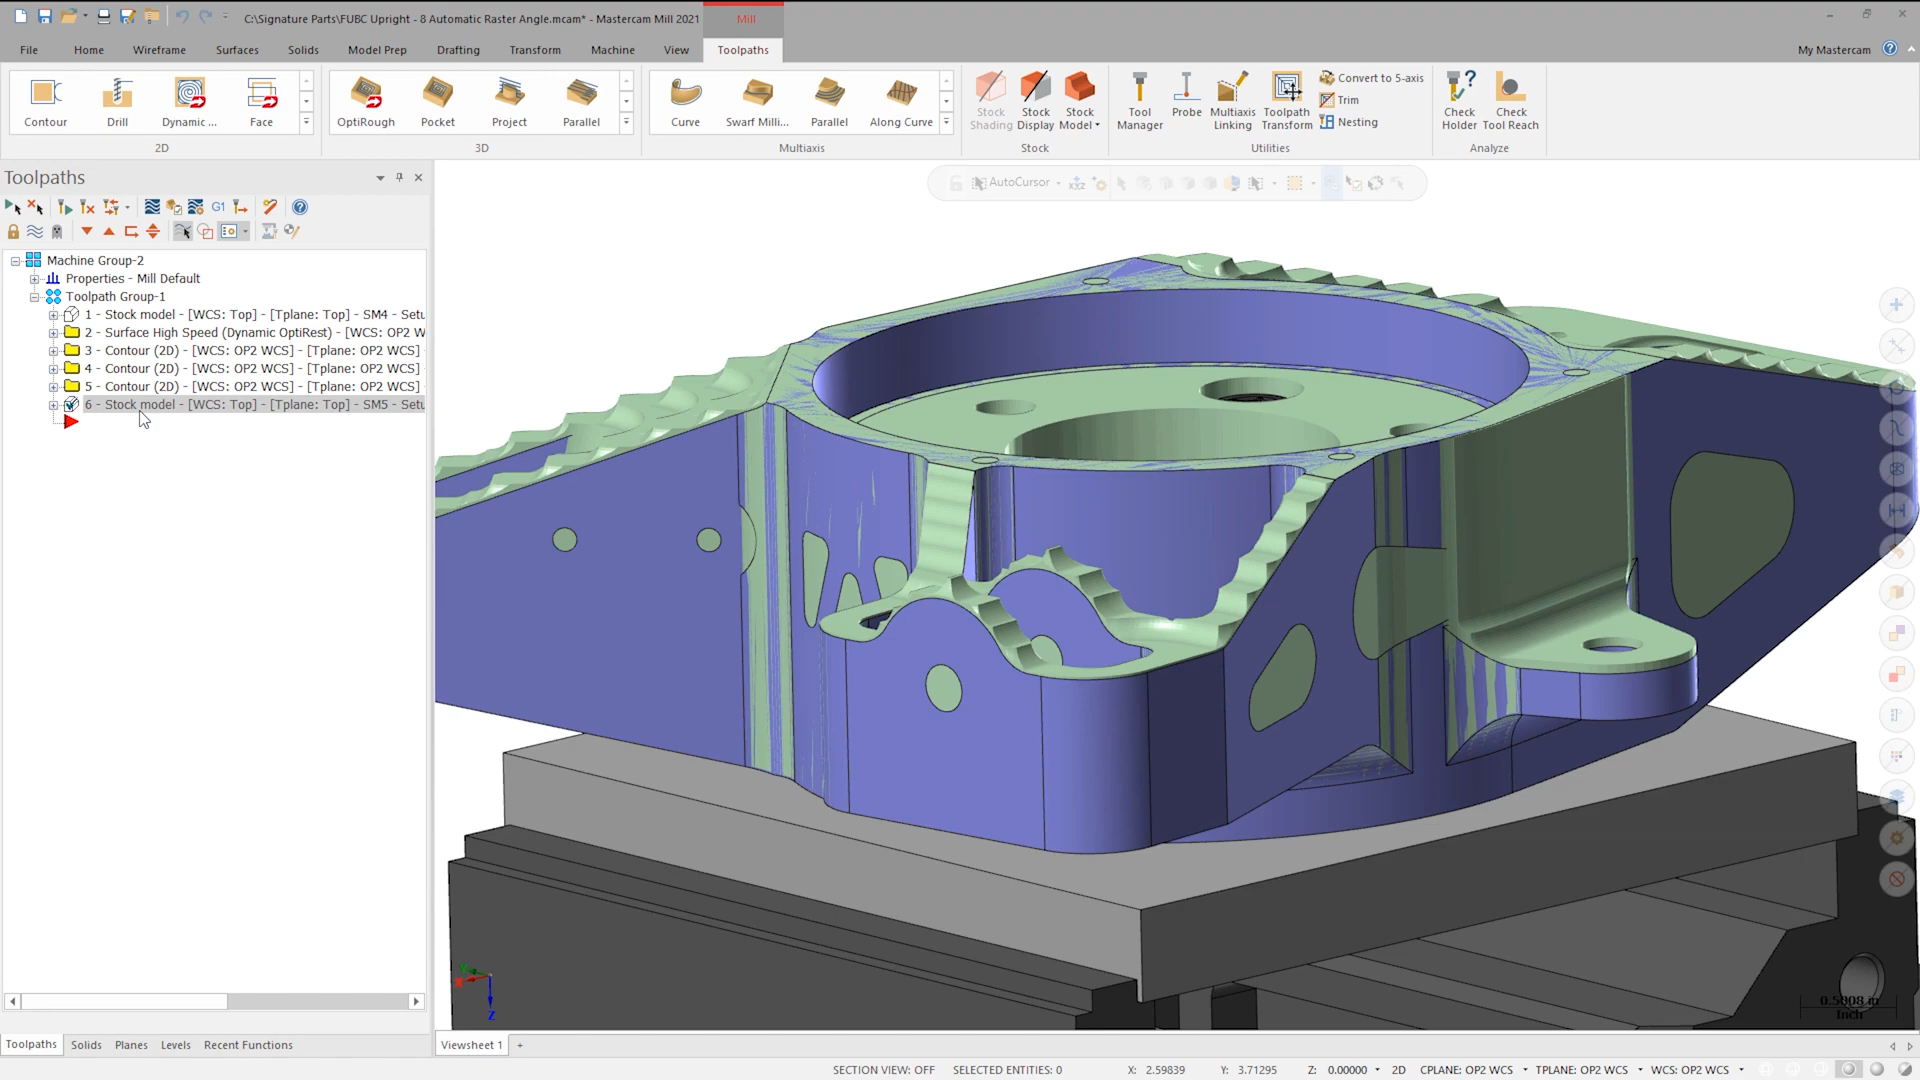 C:\Signature Parts\FUBC Upright - 8 Automatic Raster Angle.mcam* - Mastercam Mill 2021
Mill
File Home Wireframe Surfaces Solids Model Prep Drafting Transform Machine View Toolpaths My Mastercam
Contour Drill Dynamic ... Face
2D
OptiRough Pocket Project Parallel
3D
Curve Swarf Milli... Parallel Along Curve
Multiaxis
Stock Shading
Stock Display
Stock Model
Stock
Tool Manager
Probe
Multiaxis Linking
Toolpath Transform
Convert to 5-axis
Trim
Nesting
Utilities
Check Holder
Check Tool Reach
Analyze
Toolpaths
AutoCursor
G1
Machine Group-2
Properties - Mill Default
Toolpath Group-1
1 - Stock model - [WCS: Top] - [Tplane: Top] - SM4 - Setu
2 - Surface High Speed (Dynamic OptiRest) - [WCS: OP2 W
3 - Contour (2D) - [WCS: OP2 WCS] - [Tplane: OP2 WCS] -
4 - Contour (2D) - [WCS: OP2 WCS] - [Tplane: OP2 WCS] -
5 - Contour (2D) - [WCS: OP2 WCS] - [Tplane: OP2 WCS] -
6 - Stock model - [WCS: Top] - [Tplane: Top] - SM5 - Setu
X
Z
0.5008 in
Inch
Toolpaths Solids Planes Levels Recent Functions
Viewsheet 1 +
SECTION VIEW: OFF SELECTED ENTITIES: 0 X: 2.59839 Y: 3.71295 Z: 0.00000 2D CPLANE: OP2 WCS TPLANE: OP2 WCS WCS: OP2 WCS